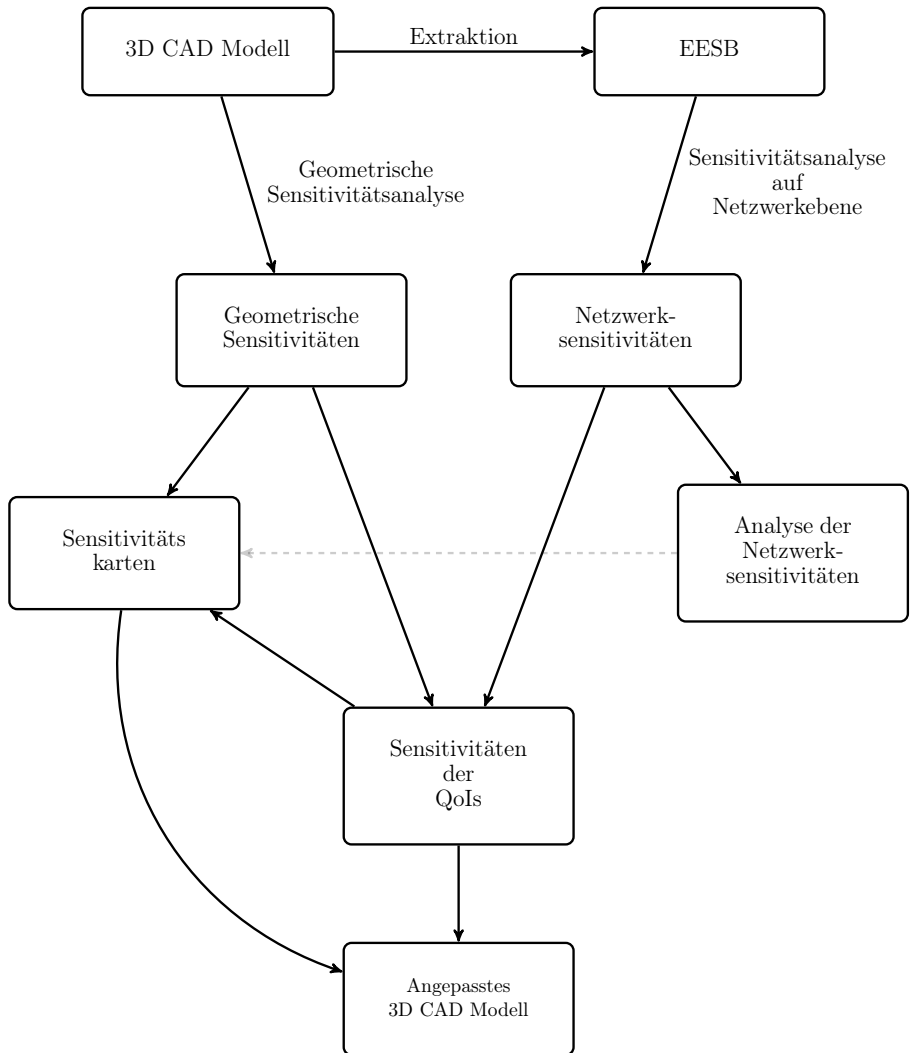 3D CAD Modell
Extraktion
EESB
Geometrische
Sensitivitätsanalyse
Sensitivitätsanalyse
auf
Netzwerkebene
Geometrische
Sensitivitäten
Netzwerk-
sensitivitäten
Sensitivitäts
karten
Analyse der
Netzwerk-
sensitivitäten
Sensitivitäten
der
QoIs
Angepasstes
3D CAD Modell